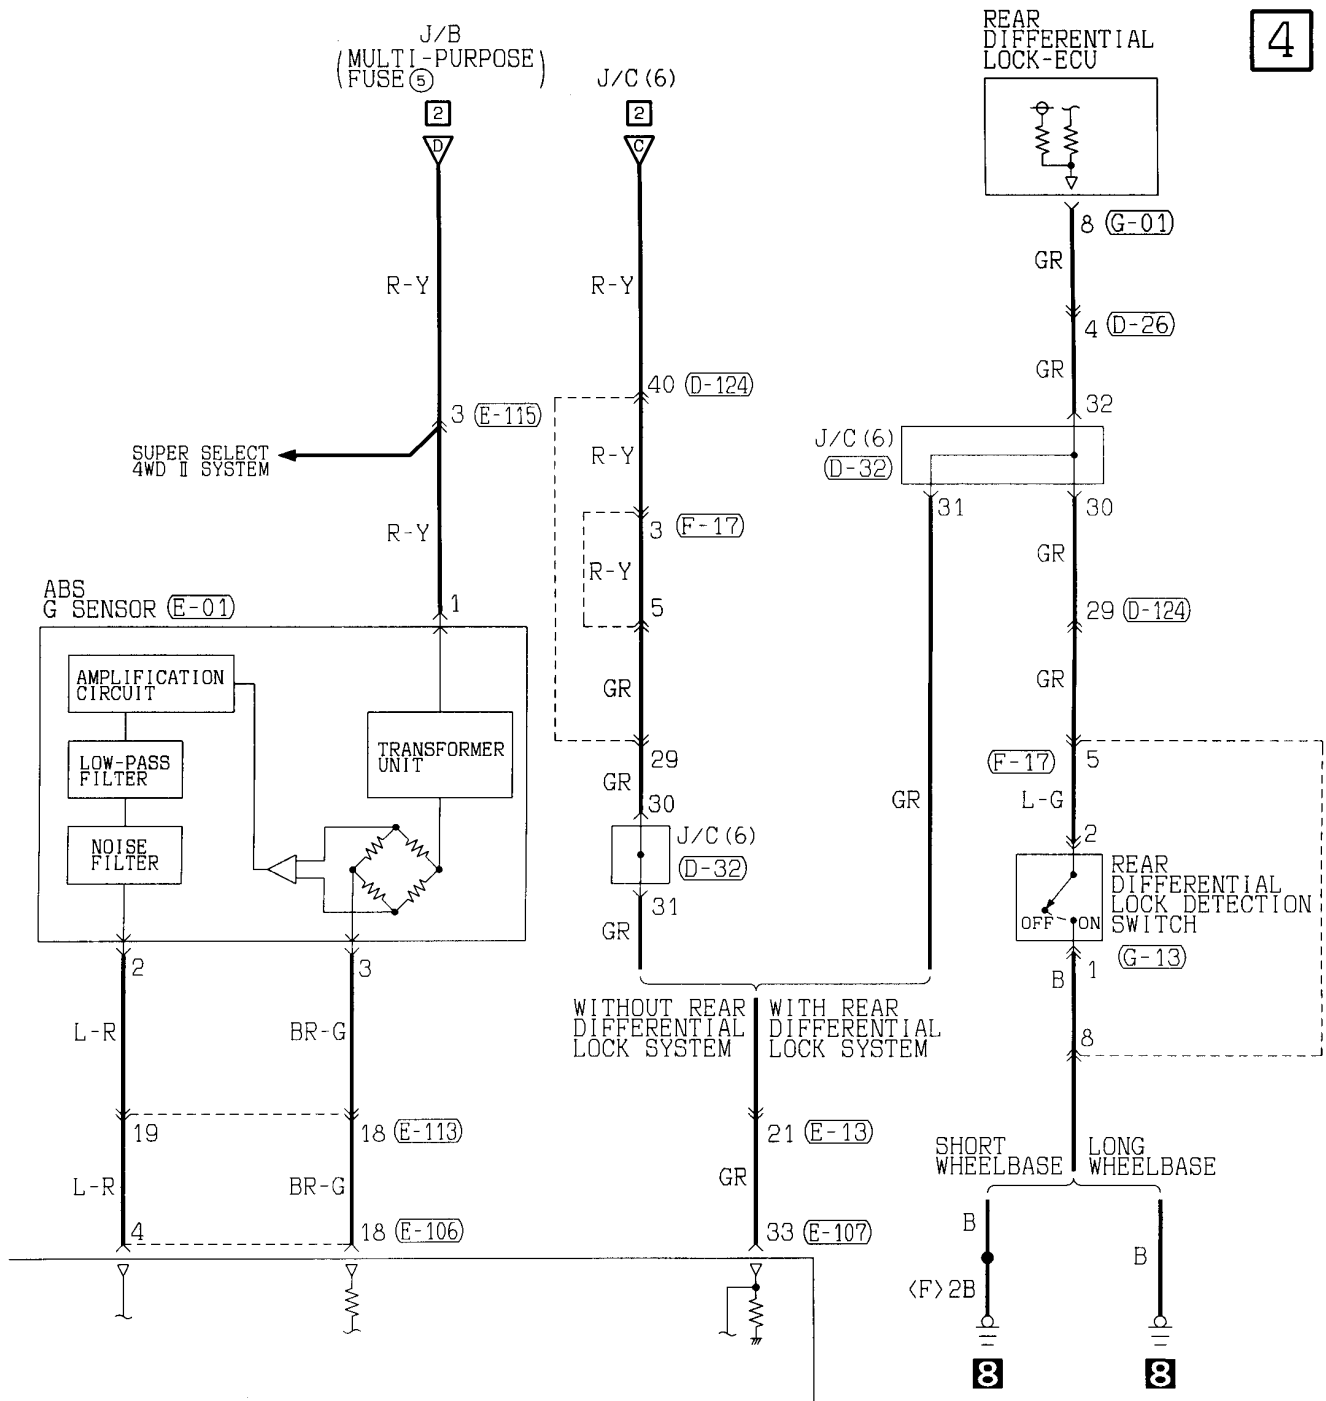 J/B
(MULTI-PURPOSE)
FUSE⑤
2
D
J/C(6)
2
C
REAR
DIFFERENTIAL
LOCK-ECU
4
8 (G-01)
GR
R-Y
R-Y
4 (D-26)
GR
40 (D-124)
32
3 (E-115)
SUPER SELECT
4WD Ⅱ SYSTEM
R-Y
J/C(6)
(D-32)
31
30
R-Y
3 (F-17)
GR
R-Y
5
29 (D-124)
ABS
G SENSOR (E-01)
1
AMPLIFICATION
CIRCUIT
LOW-PASS
FILTER
NOISE
FILTER
TRANSFORMER
UNIT
GR
GR
29
GR
30
J/C(6)
(D-32)
31
GR
GR
(F-17)
5
L-G
2
REAR
DIFFERENTIAL
LOCK DETECTION
SWITCH
OFF
ON
(G-13)
1
B
8
2
3
L-R
BR-G
WITHOUT REAR
DIFFERENTIAL
LOCK SYSTEM
WITH REAR
DIFFERENTIAL
LOCK SYSTEM
19
18 (E-113)
21 (E-13)
L-R
BR-G
GR
4
18 (E-106)
33 (E-107)
SHORT
WHEELBASE
LONG
WHEELBASE
B
B
〈F〉2B
8
8